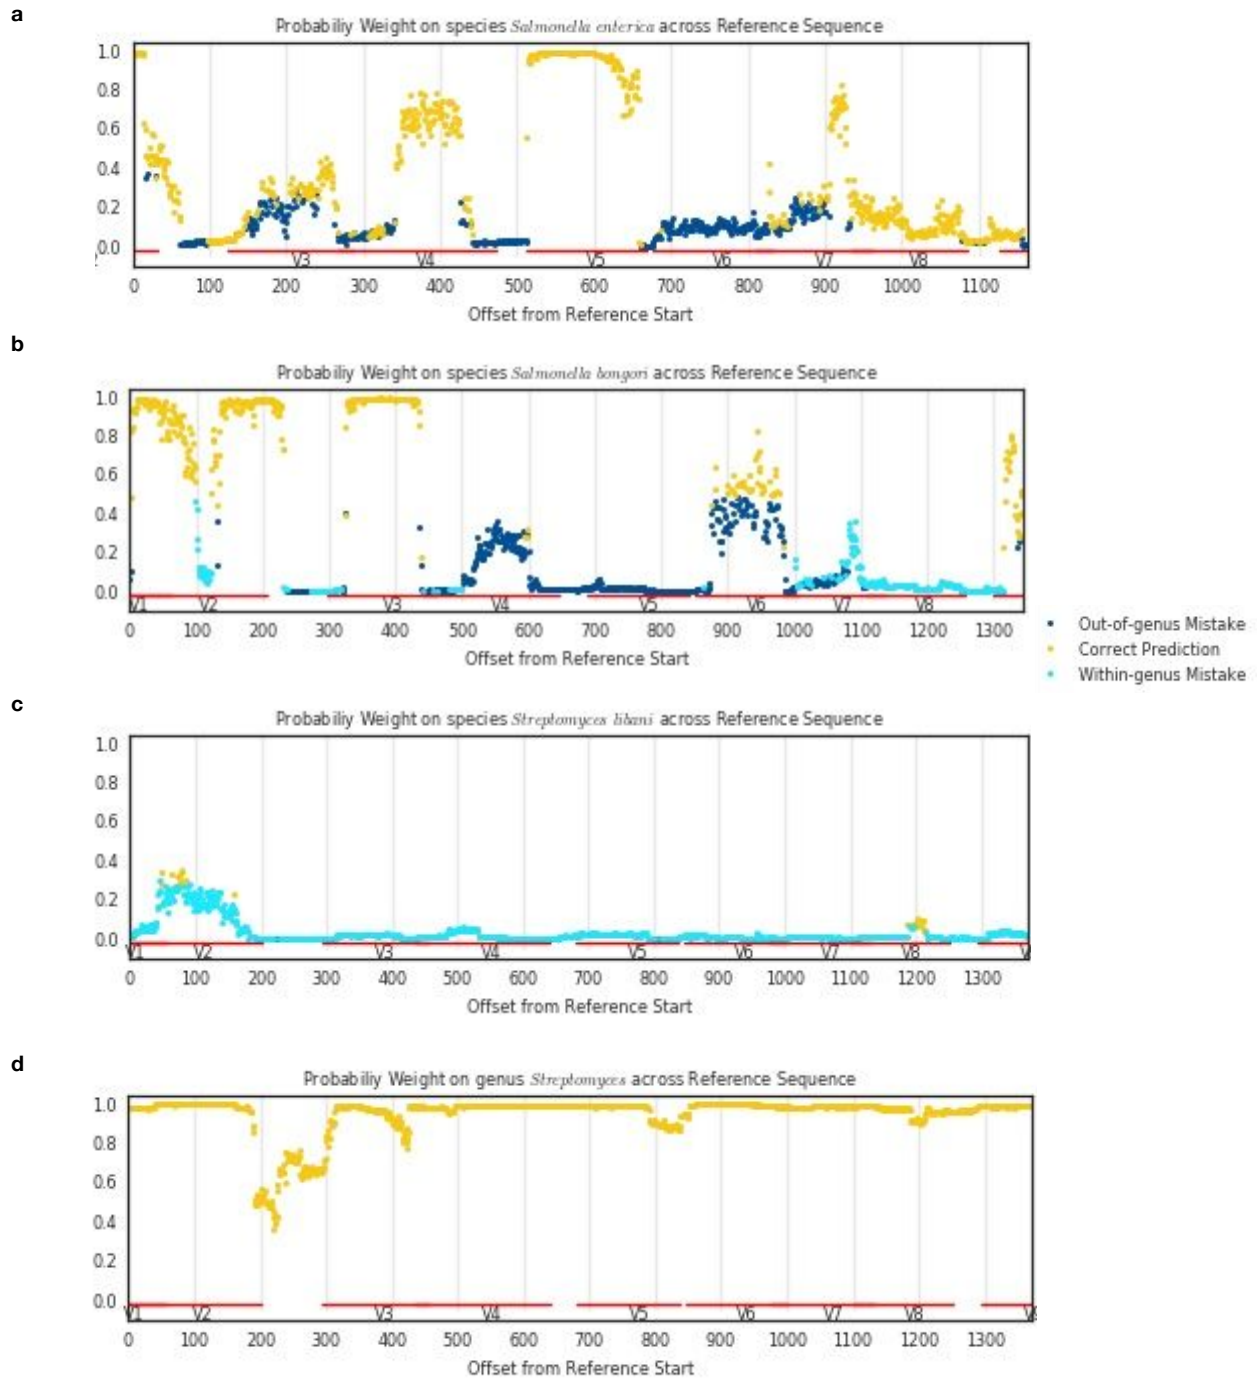 a
Probabiliy Weight on species Salmonella enterica across Reference Sequence
1.0
0.8
0.6
0.4
0.2
0.0
V3 V4 V5 V6 V7 V8
0 100 200 300 400 500 600 700 800 900 1000 1100
Offset from Reference Start
b
Probabiliy Weight on species Salmonella bongori across Reference Sequence
1.0
0.8
0.6
0.4
0.2
0.0
V1 V2 V3 V4 V5 V6 V7 V8
0 100 200 300 400 500 600 700 800 900 1000 1100 1200 1300
Offset from Reference Start
Out-of-genus Mistake
Correct Prediction
Within-genus Mistake
c
Probabiliy Weight on species Streptomyces libani across Reference Sequence
1.0
0.8
0.6
0.4
0.2
0.0
V1 V2 V3 V4 V5 V6 V7 V8
0 100 200 300 400 500 600 700 800 900 1000 1100 1200 1300
Offset from Reference Start
d
Probabiliy Weight on genus Streptomyces across Reference Sequence
1.0
0.8
0.6
0.4
0.2
0.0
V1 V2 V3 V4 V5 V6 V7 V8
0 100 200 300 400 500 600 700 800 900 1000 1100 1200 1300
Offset from Reference Start